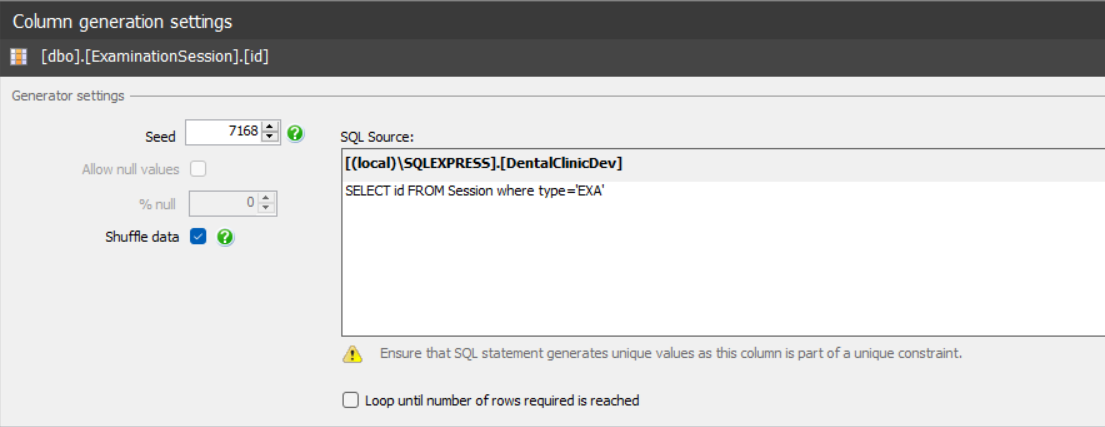 Column generation settings
[dbo].[ExaminationSession].[id]
Generator settings
Seed 7168
SQL Source:
[(local)\SQLEXPRESS].[DentalClinicDev]
Allow null values
SELECT id FROM Session where type='EXA'
% null 0
Shuffle data
Ensure that SQL statement generates unique values as this column is part of a unique constraint.
Loop until number of rows required is reached